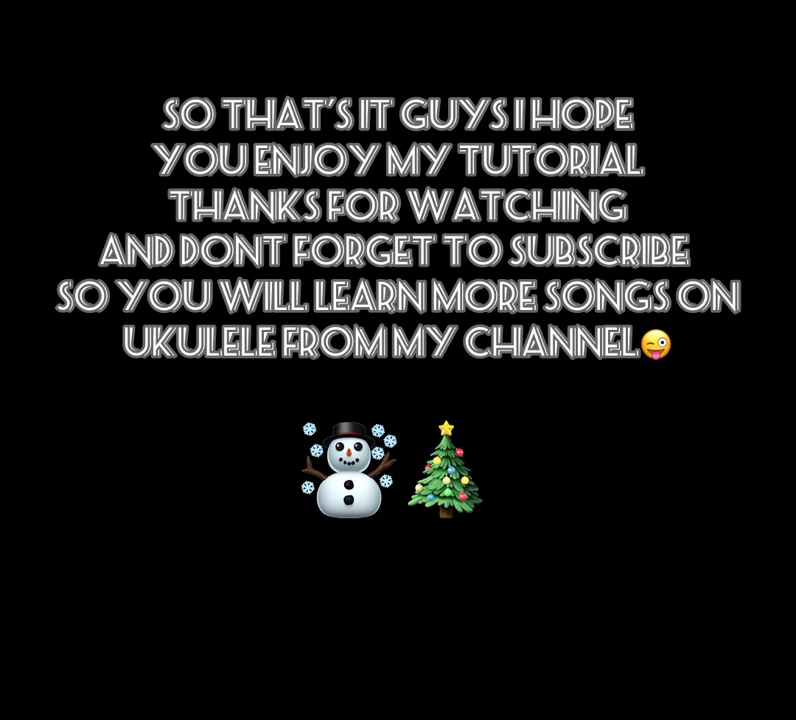 SO THAT'S IT GUYS I HOPE
YOU ENJOY MY TUTORIAL
THANKS FOR WATCHING
AND DONT FORGET TO SUBSCRIBE
SO YOU WILL LEARN MORE SONGS ON
UKULELE FROM MY CHANNEL😜